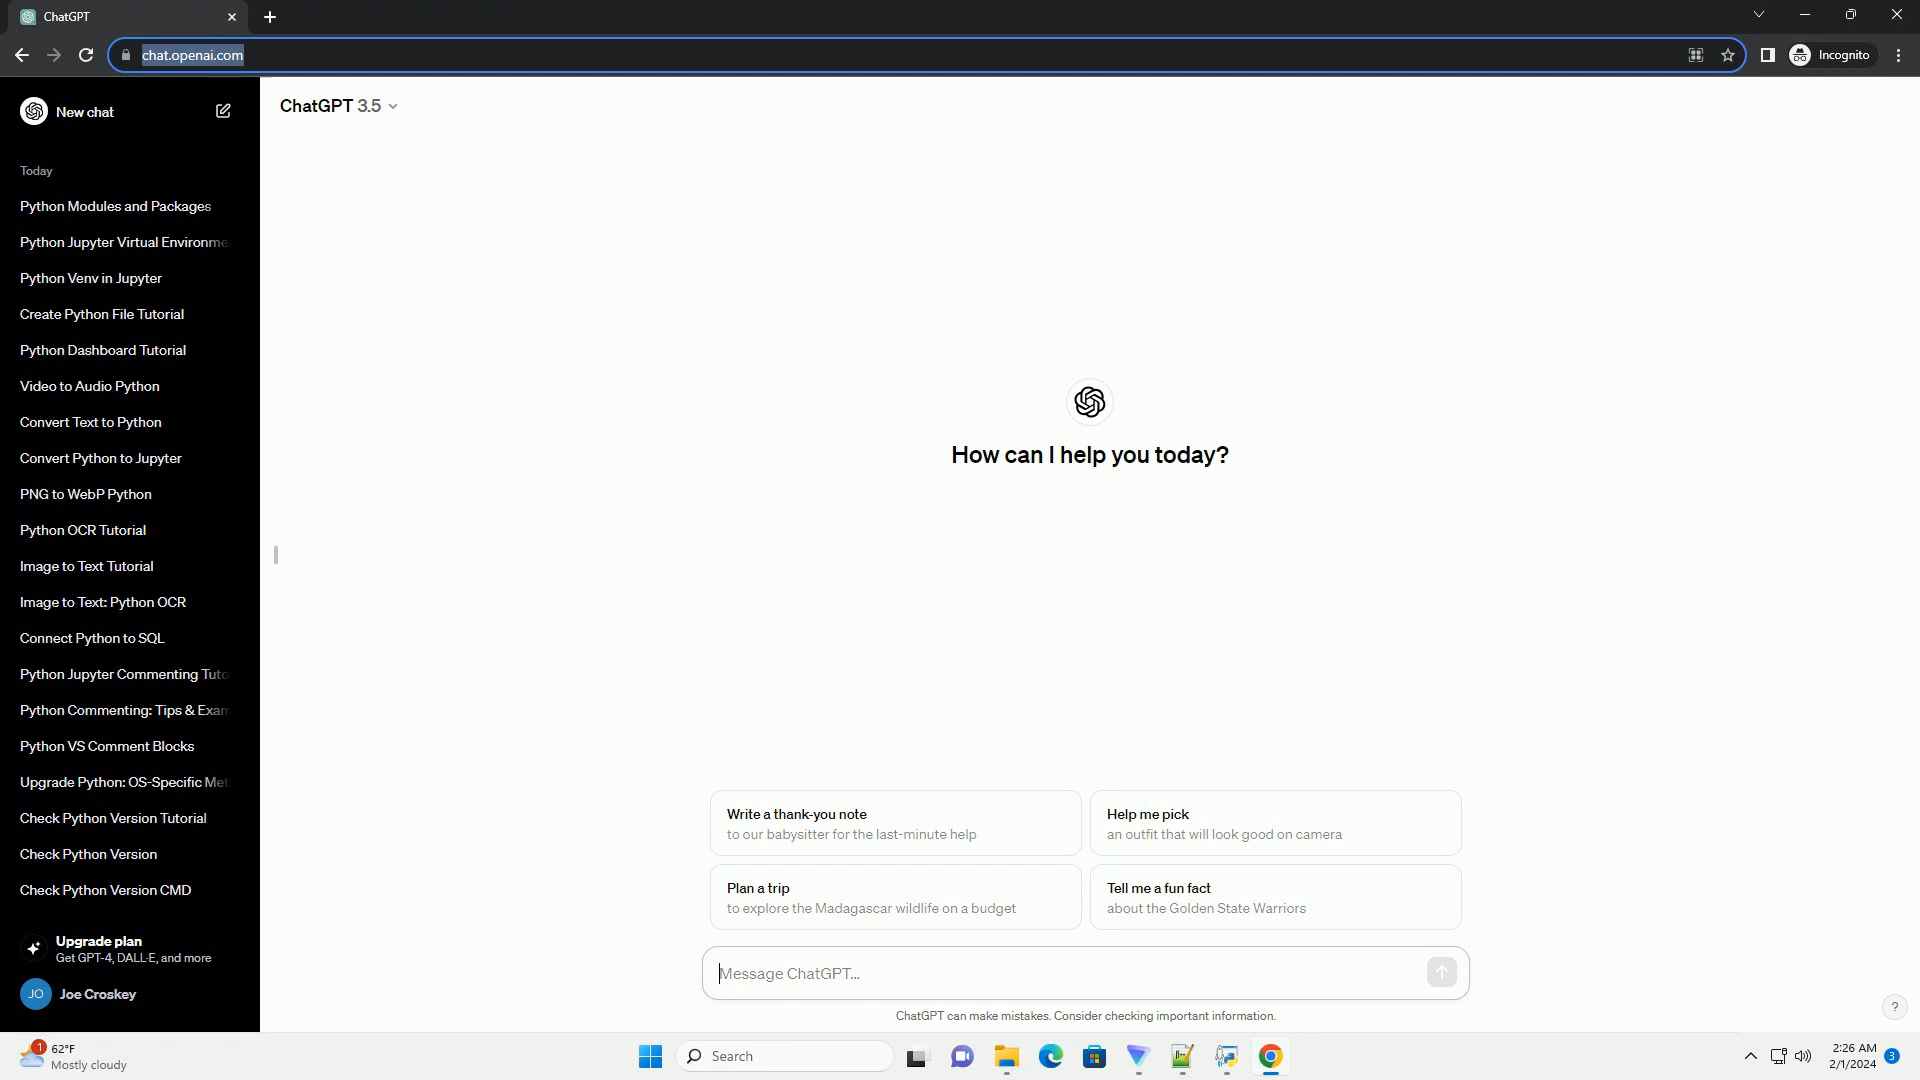 ChatGPT
chat.openai.com
Incognito
New chat
ChatGPT 3.5
Today
Python Modules and Packages
Python Jupyter Virtual Environme
Python Venv in Jupyter
Create Python File Tutorial
Python Dashboard Tutorial
Video to Audio Python
Convert Text to Python
Convert Python to Jupyter
PNG to WebP Python
Python OCR Tutorial
Image to Text Tutorial
Image to Text: Python OCR
Connect Python to SQL
Python Jupyter Commenting Tuto
Python Commenting: Tips & Exam
Python VS Comment Blocks
Upgrade Python: OS-Specific Met
Check Python Version Tutorial
Check Python Version
Check Python Version CMD
Upgrade plan
Get GPT-4, DALL·E, and more
JO
Joe Croskey
How can I help you today?
Write a thank-you note
to our babysitter for the last-minute help
Help me pick
an outfit that will look good on camera
Plan a trip
to explore the Madagascar wildlife on a budget
Tell me a fun fact
about the Golden State Warriors
Message ChatGPT...
ChatGPT can make mistakes. Consider checking important information.
?
1
62°F
Mostly cloudy
Search
2:26 AM
2/1/2024
3